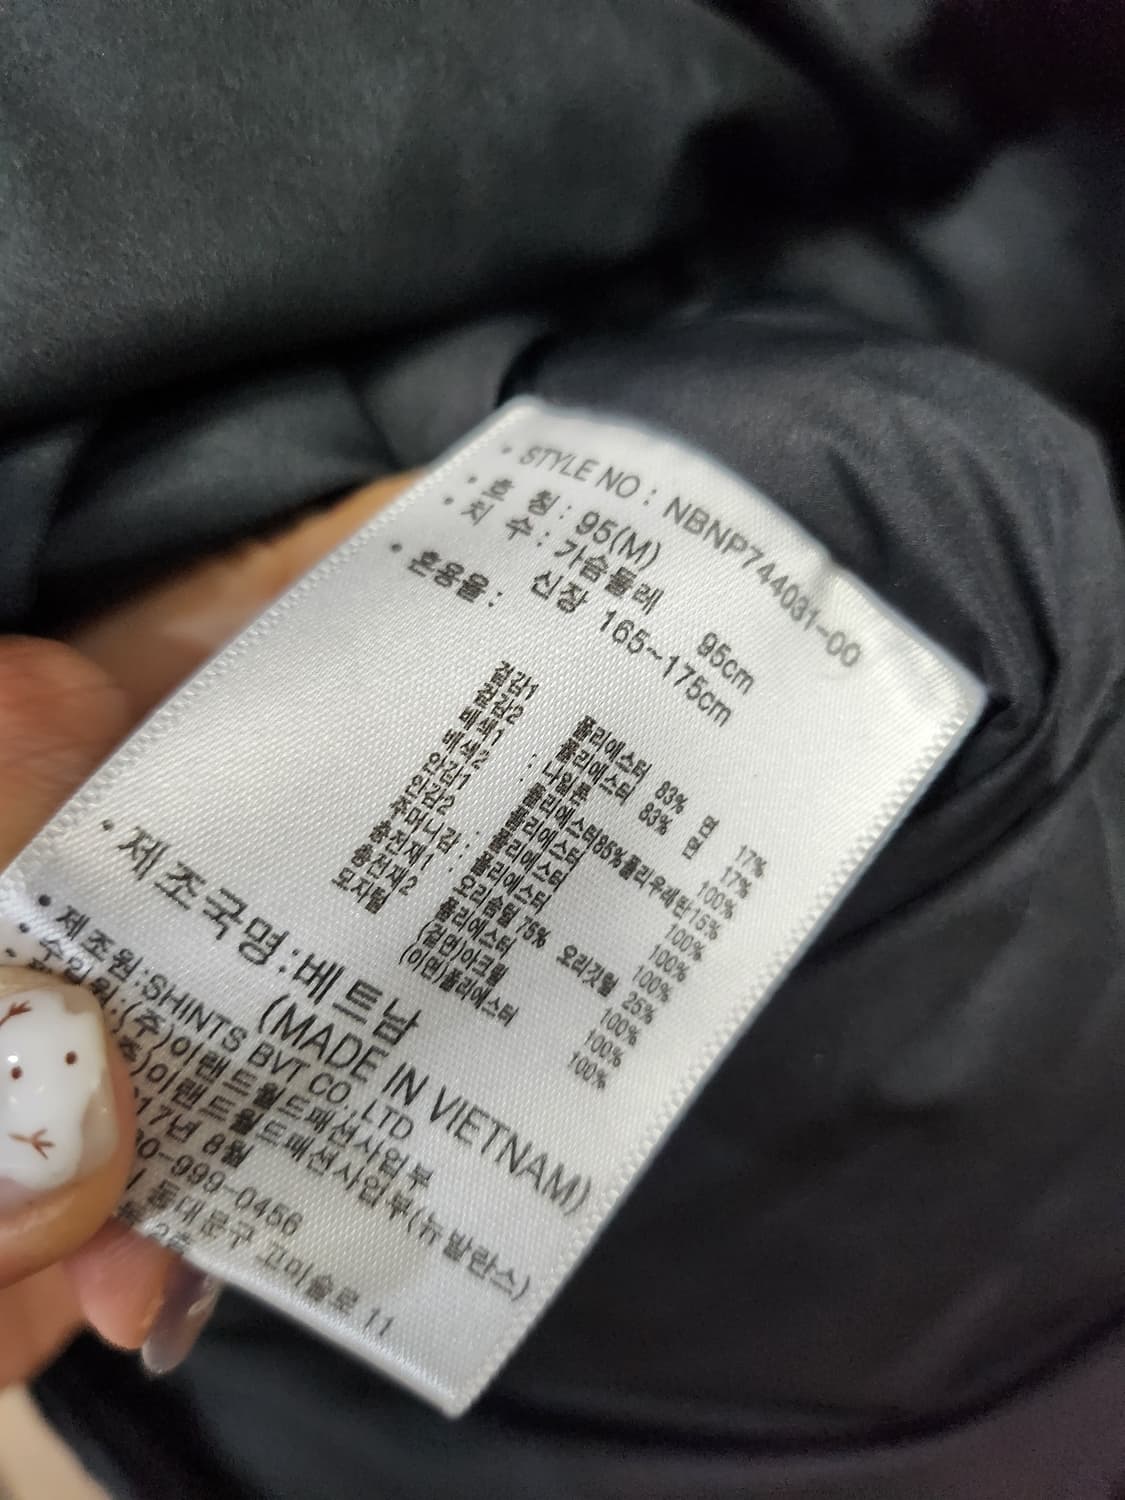 · STYLE NO : NBNP744031-00
· 호 칭 : 95(M)
· 치 수 : 가슴둘레 95cm
신장 165~175cm
· 혼용율 :
겉감1 폴리에스터 83% 면 17%
겉감2 폴리에스터 83% 면 17%
배색1 : 나일론 100%
배색2 : 폴리에스터85%폴리우레탄15%
안감1 폴리에스터 100%
안감2 폴리에스터 100%
주머니감 : 폴리에스터 100%
충전재1 : 오리솜털 75% 오리깃털 25%
충전재2 폴리에스터 100%
모자털 (겉면)아크릴 100%
(이면)폴리에스터 100%
· 제조국명 : 베트남
(MADE IN VIETNAM)
· 제조원:SHINTS BVT CO.,LTD
· 수입원:(주)이랜드월드패션사업부
(주)이랜드월드패션사업부(뉴발란스)
17년 8월
80-999-0456
동대문구 고미술로 11